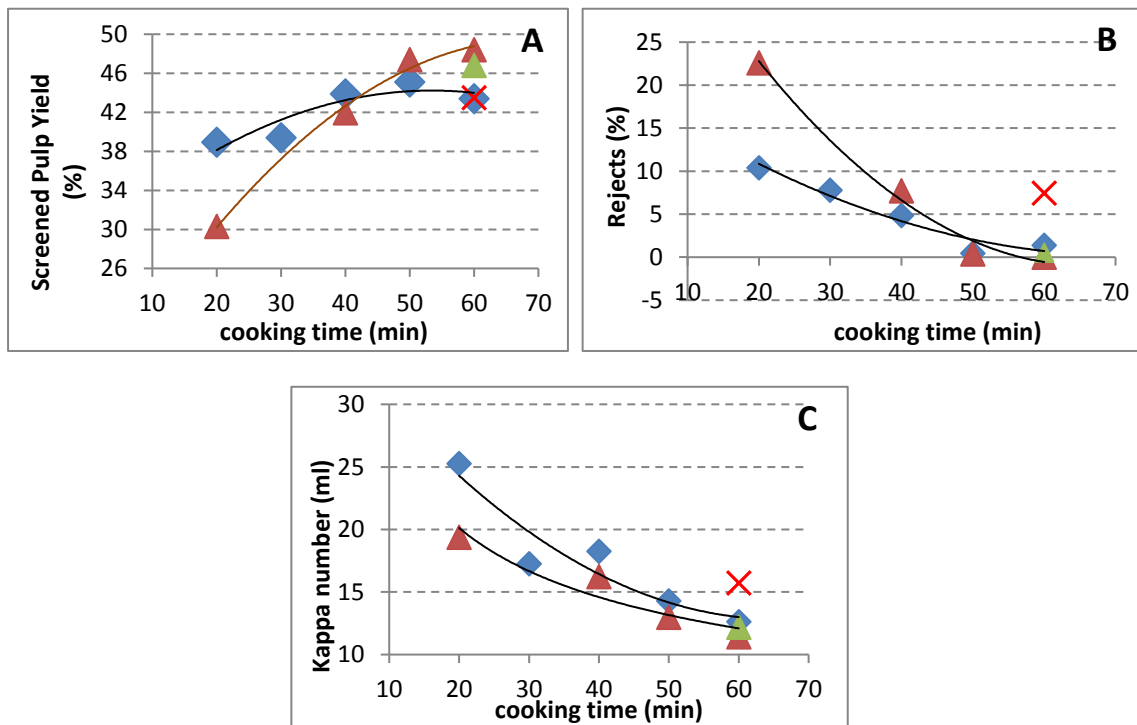 A
Screened Pulp Yield
(%)
50
46
42
38
34
30
26
10 20 30 40 50 60 70
cooking time (min)
B
Rejects (%)
25
20
15
10
5
0
-5
10 20 30 40 50 60 70
cooking time (min)
C
Kappa number (ml)
30
25
20
15
10
10 20 30 40 50 60 70
cooking time (min)